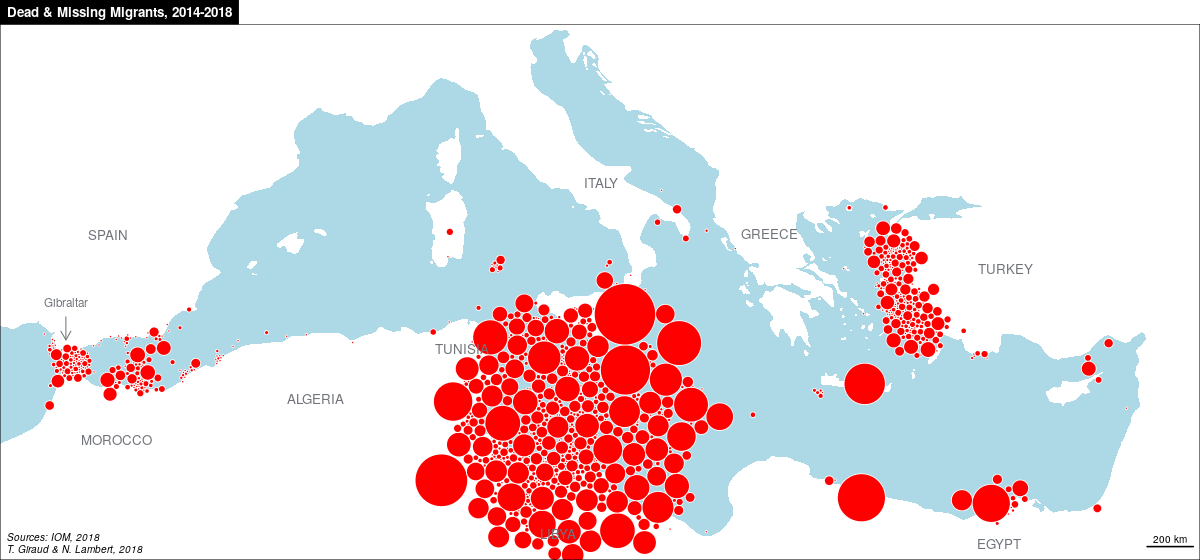 Dead & Missing Migrants, 2014-2018
ITALY
SPAIN
GREECE
TURKEY
Gibraltar
TUNISIA
ALGERIA
MOROCCO
LIBYA
EGYPT
Sources: IOM, 2018
T. Giraud & N. Lambert, 2018
200 km